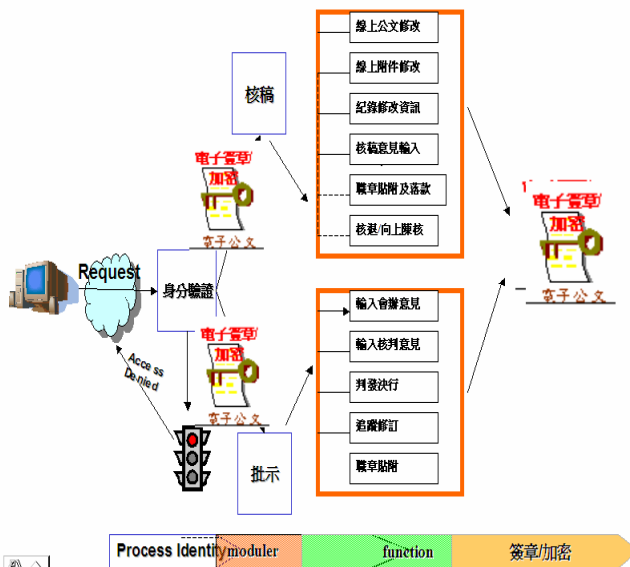 線上公文修改
線上附件修改
紀錄修改資訊
核稿意見輸入
職章貼附及落款
核退/向上陳核
核稿
電子簽章/
加密
電子公文
Request
身分驗證
Access
Denied
電子簽章/
加密
電子公文
批示
輸入會辦意見
輸入核判意見
判發決行
追蹤修訂
職章貼附
電子簽章/
加密
電子公文
Process Identity
moduler
function
簽章/加密